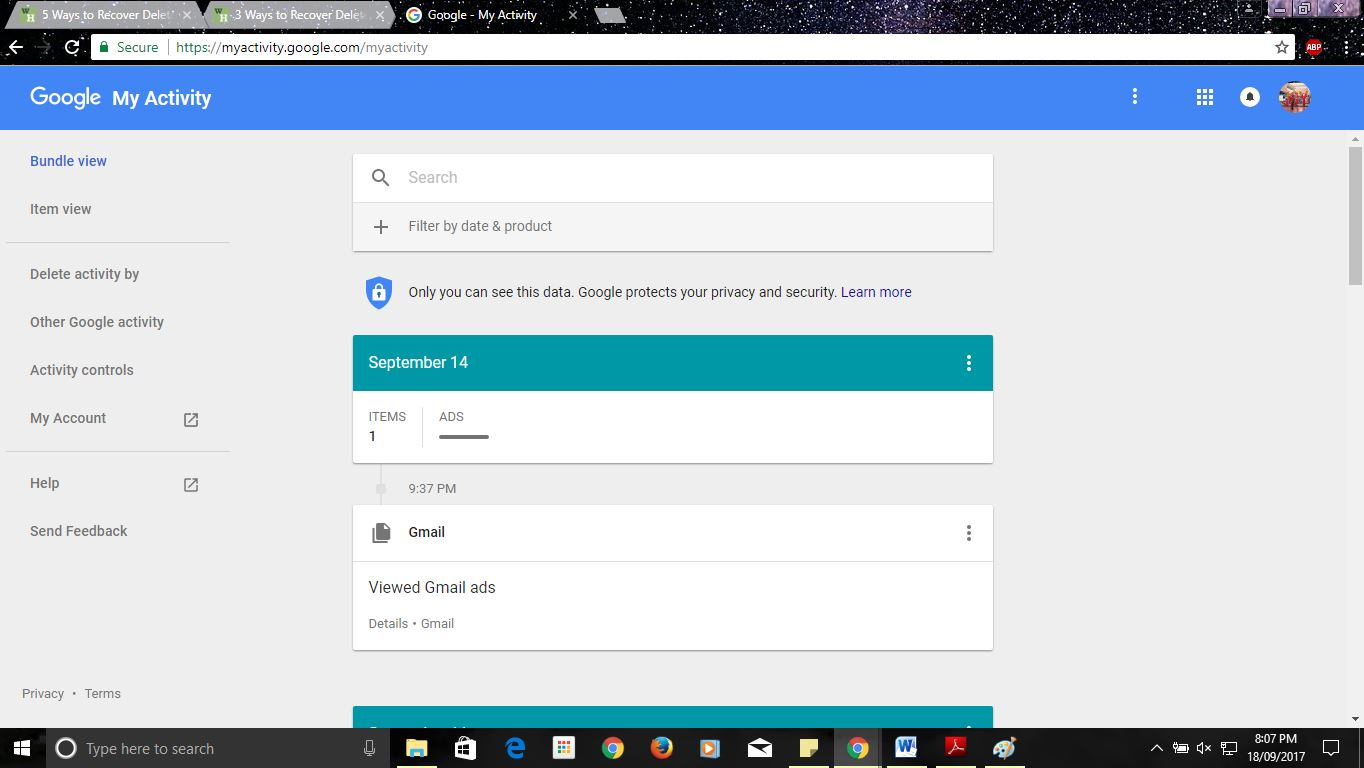 5 Ways to Recover Delet
3 Ways to Recover Delet
Google - My Activity
Secure
https://myactivity.google.com/myactivity
ABP
Google My Activity
Bundle view
Item view
Delete activity by
Other Google activity
Activity controls
My Account
Help
Send Feedback
Privacy • Terms
Search
Filter by date & product
Only you can see this data. Google protects your privacy and security. Learn more
September 14
ITEMS ADS
1
9:37 PM
Gmail
Viewed Gmail ads
Details • Gmail
Type here to search
8:07 PM
18/09/2017